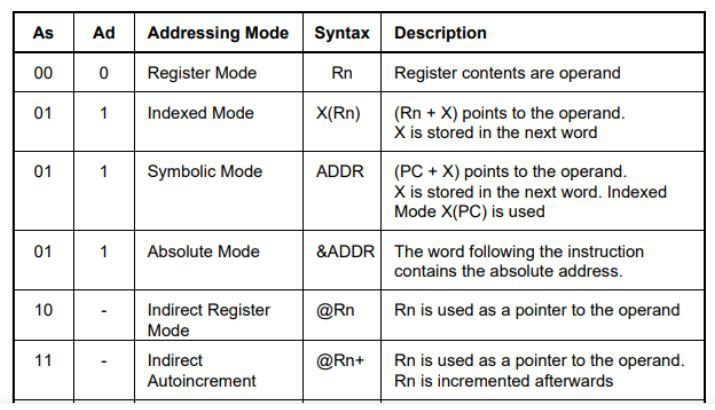 As Ad Addressing Mode Syntax Description
00 0 Register Mode Rn Register contents are operand
01 1 Indexed Mode X(Rn) (Rn + X) points to the operand.
X is stored in the next word
01 1 Symbolic Mode ADDR (PC + X) points to the operand.
X is stored in the next word. Indexed
Mode X(PC) is used
01 1 Absolute Mode &ADDR The word following the instruction
contains the absolute address.
10 - Indirect Register @Rn Rn is used as a pointer to the operand
Mode
11 - Indirect @Rn+ Rn is used as a pointer to the operand.
Autoincrement Rn is incremented afterwards